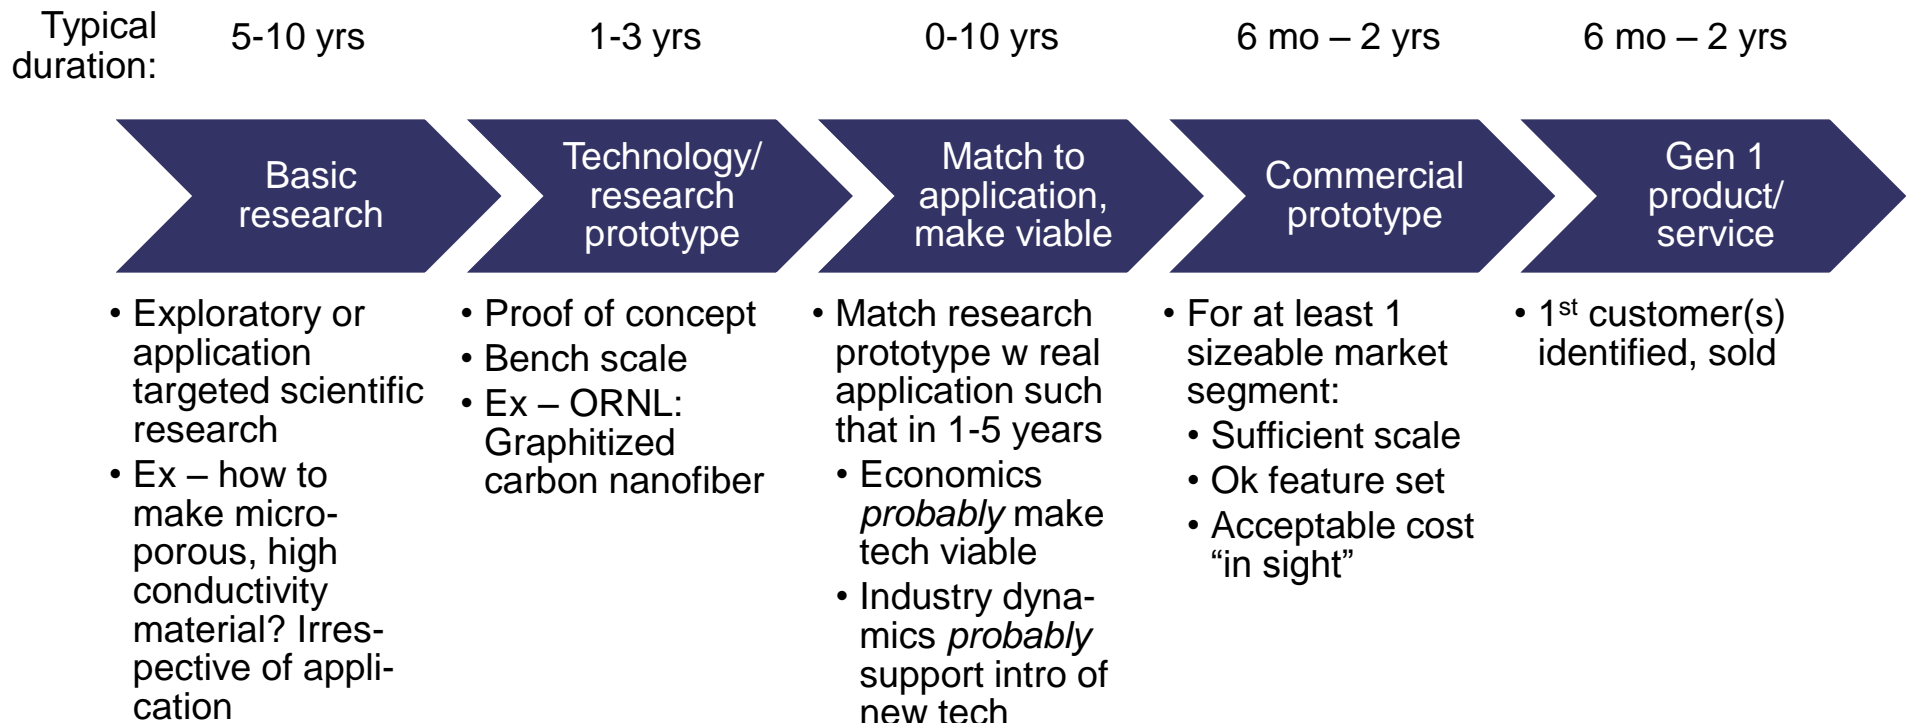 Typical
duration:
5-10 yrs
1-3 yrs
0-10 yrs
6 mo – 2 yrs
6 mo – 2 yrs
Basic
research
Technology/
research
prototype
Match to
application,
make viable
Commercial
prototype
Gen 1
product/
service
• Exploratory or
application
targeted scientific
research
• Ex – how to
make micro-
porous, high
conductivity
material? Irres-
pective of appli-
cation
• Proof of concept
• Bench scale
• Ex – ORNL:
Graphitized
carbon nanofiber
• Match research
prototype w real
application such
that in 1-5 years
• Economics
probably make
tech viable
• Industry dyna-
mics probably
support intro of
new tech
• For at least 1
sizeable market
segment:
• Sufficient scale
• Ok feature set
• Acceptable cost
“in sight”
• 1st customer(s)
identified, sold